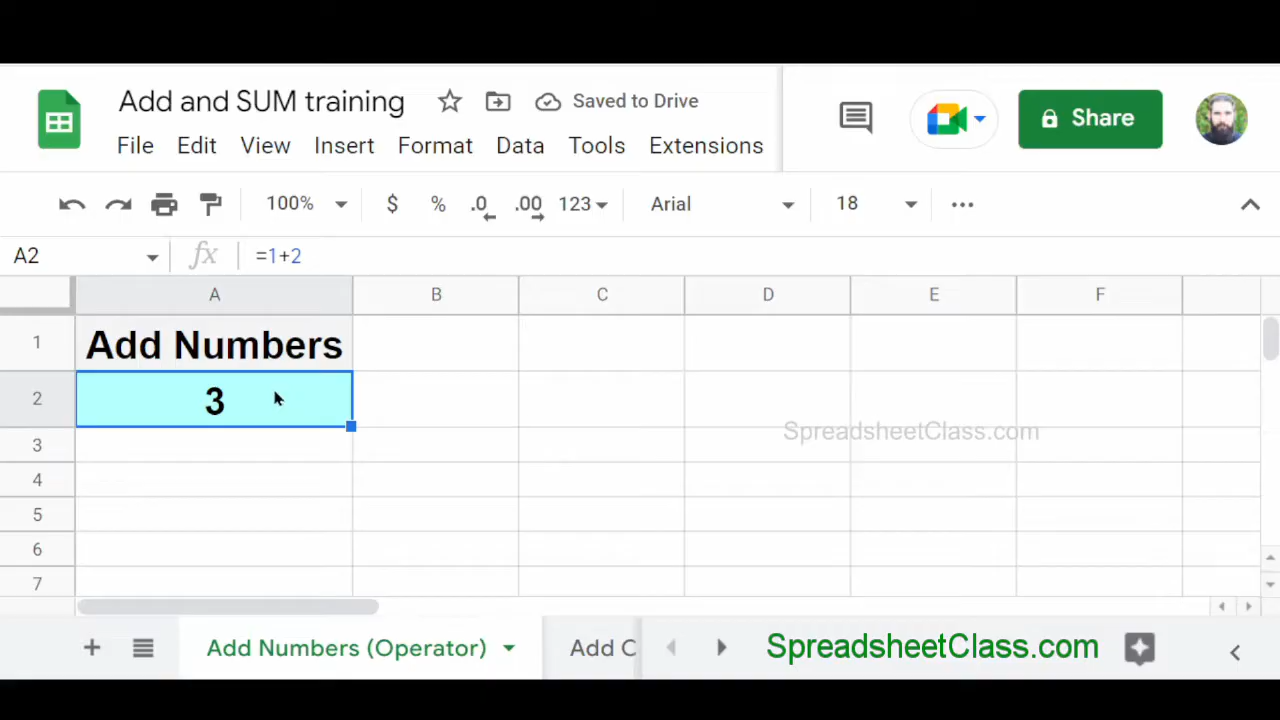 Add and SUM training Saved to Drive
File Edit View Insert Format Data Tools Extensions
Share
100% $ % .0 .00 123 Arial 18 ...
A2 fx =1+2
A B C D E F
1 Add Numbers
2 3
SpreadsheetClass.com
3
4
5
6
7
+ Add Numbers (Operator) Add C SpreadsheetClass.com